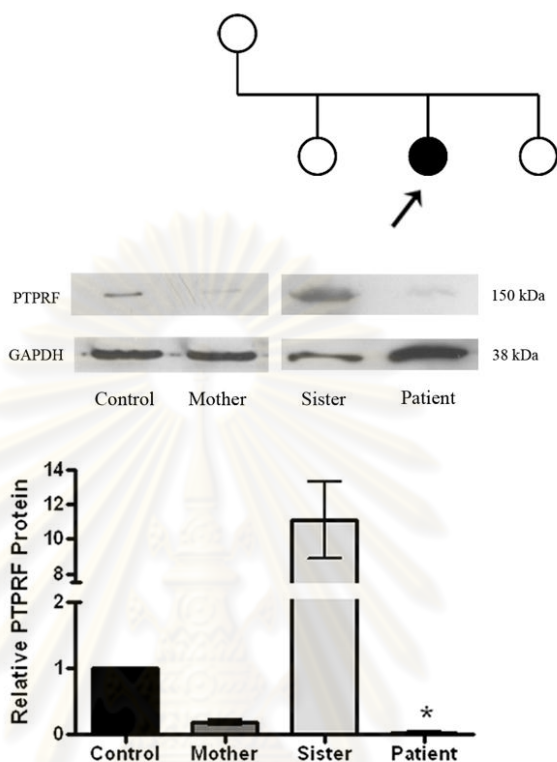 PTPRF 150 kDa
GAPDH 38 kDa
Control Mother Sister Patient
Relative PTPRF Protein
14
12
10
8
2
1
0
*
Control Mother Sister Patient